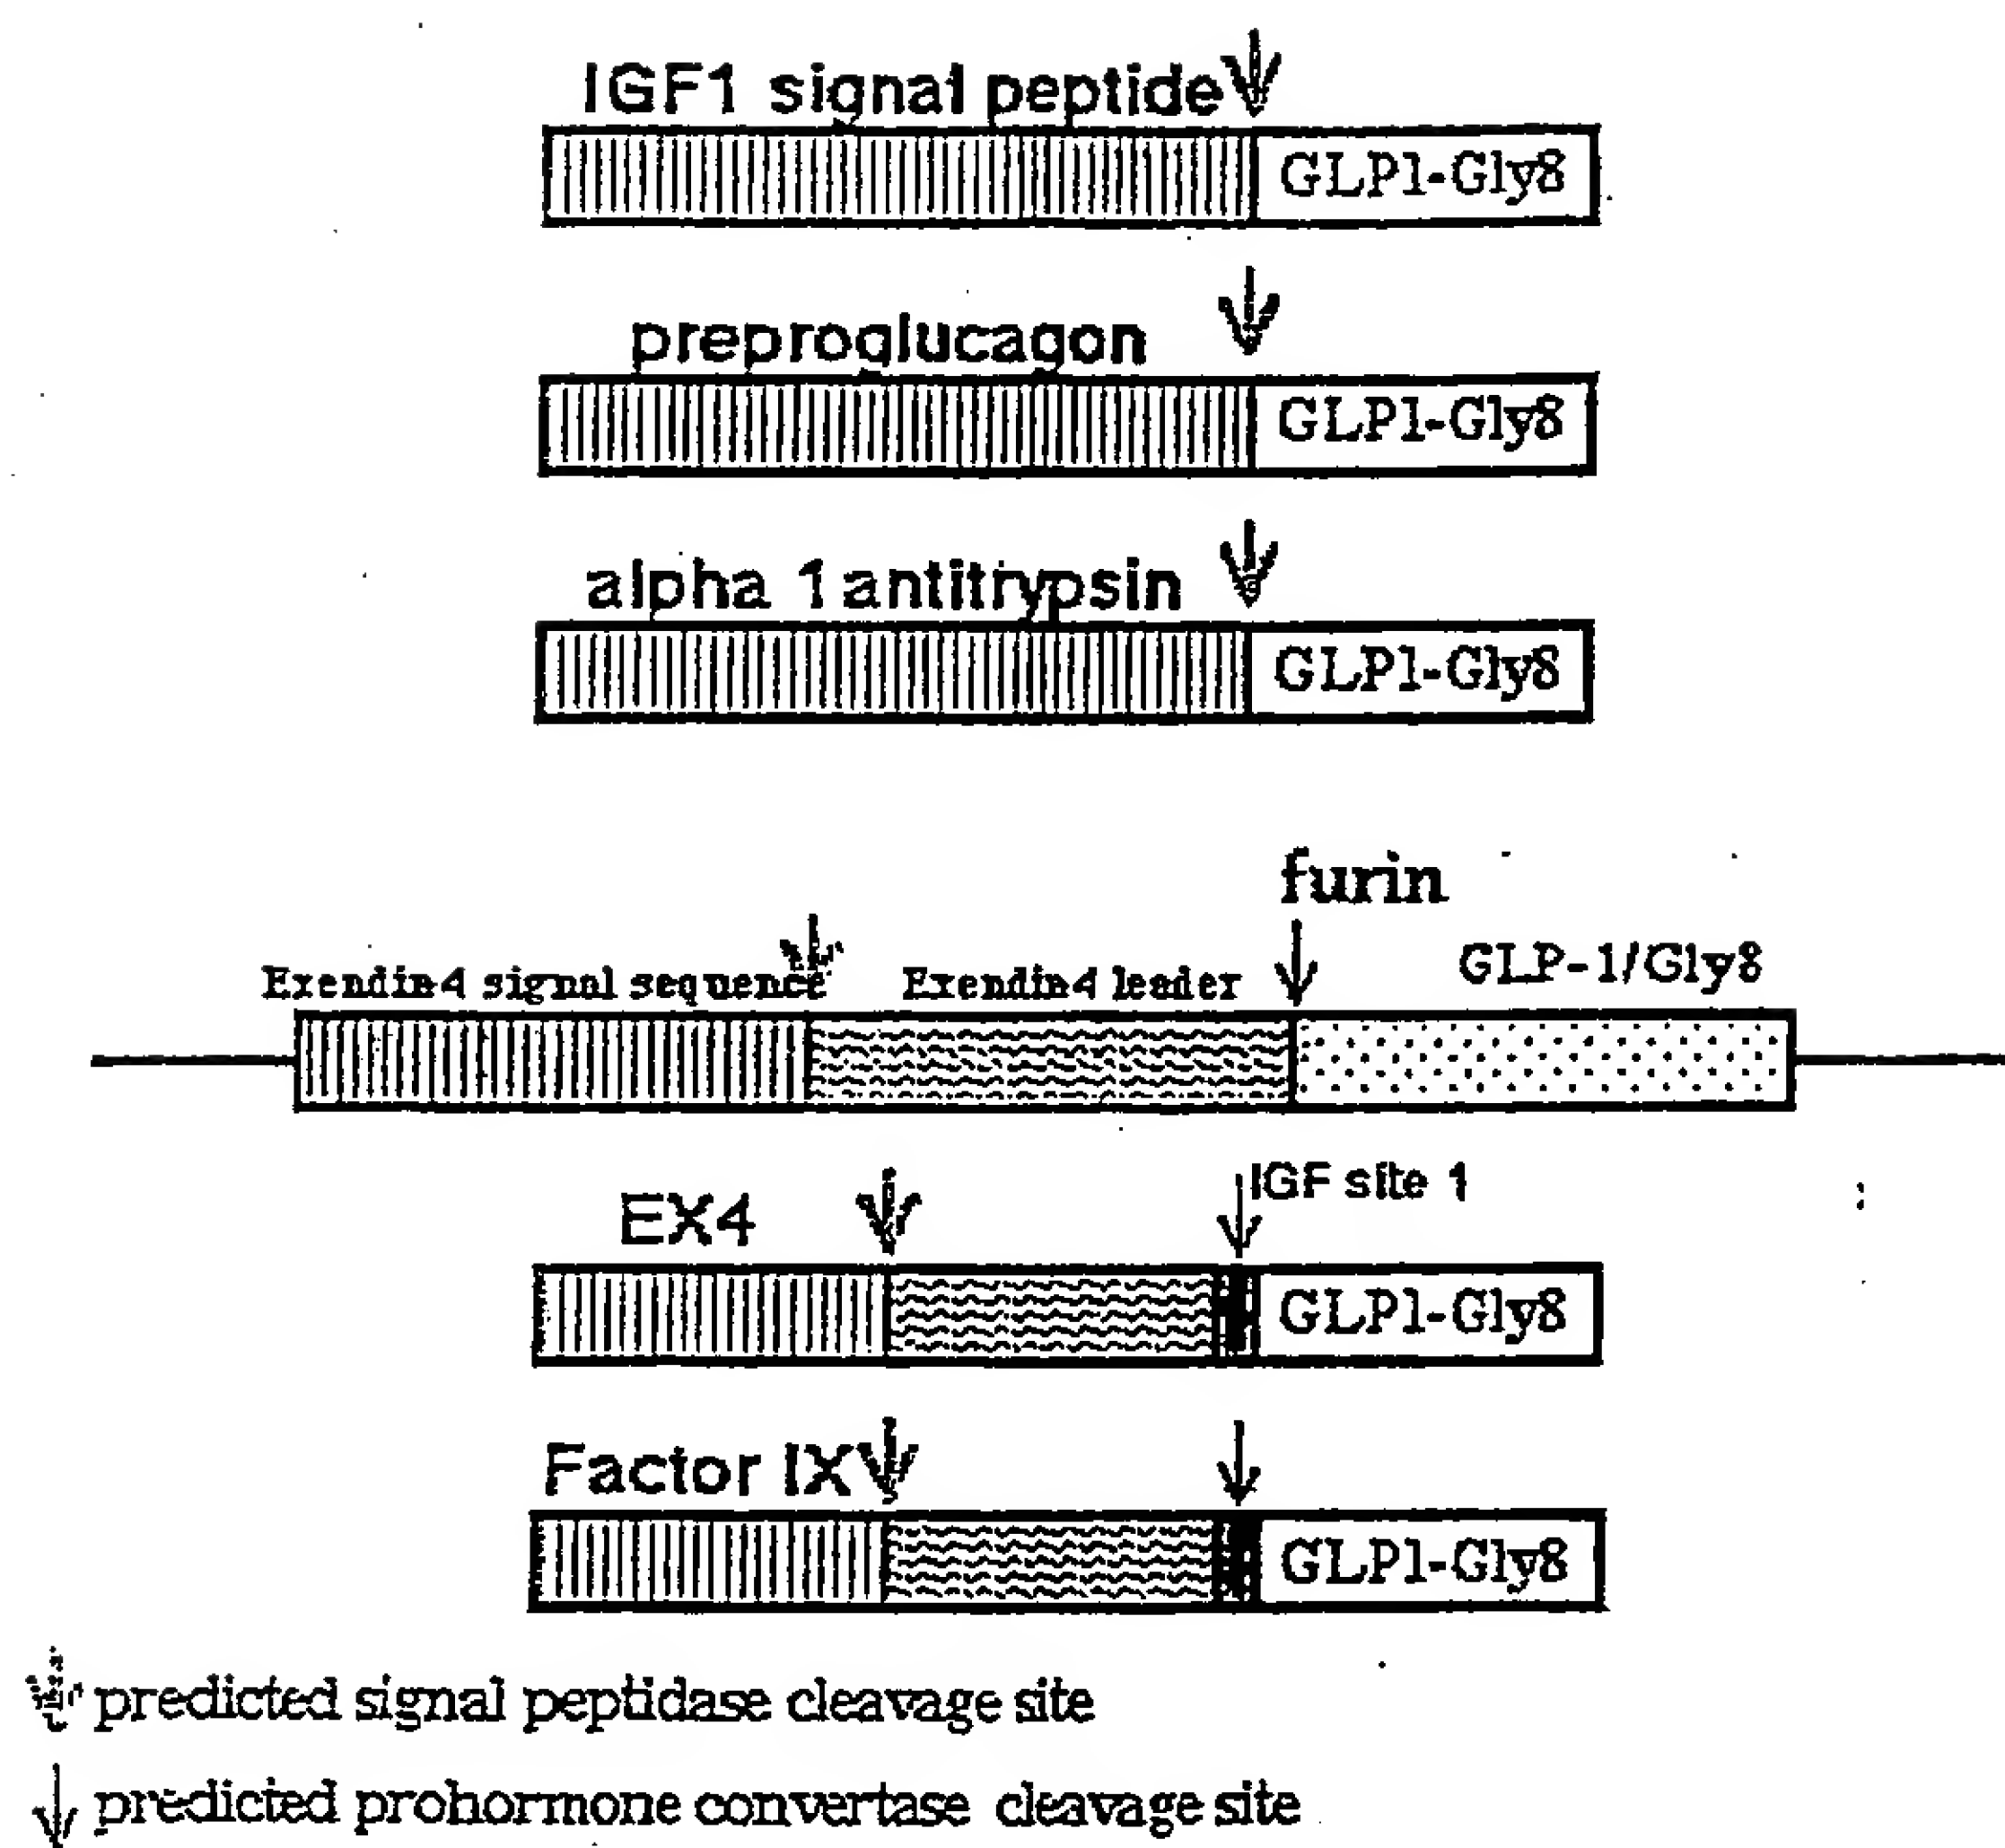 IGF1 signal peptide
GLP1-Gly8
preproglucagon
GLP1-Gly8
alpha 1 antitrypsin
GLP1-Gly8
furin
Exendin4 signal sequence Exendin4 leader GLP-1/Gly8
EX4 IGF site 1
GLP1-Gly8
Factor IX
GLP1-Gly8
predicted signal peptidase cleavage site
predicted prohormone convertase cleavage site